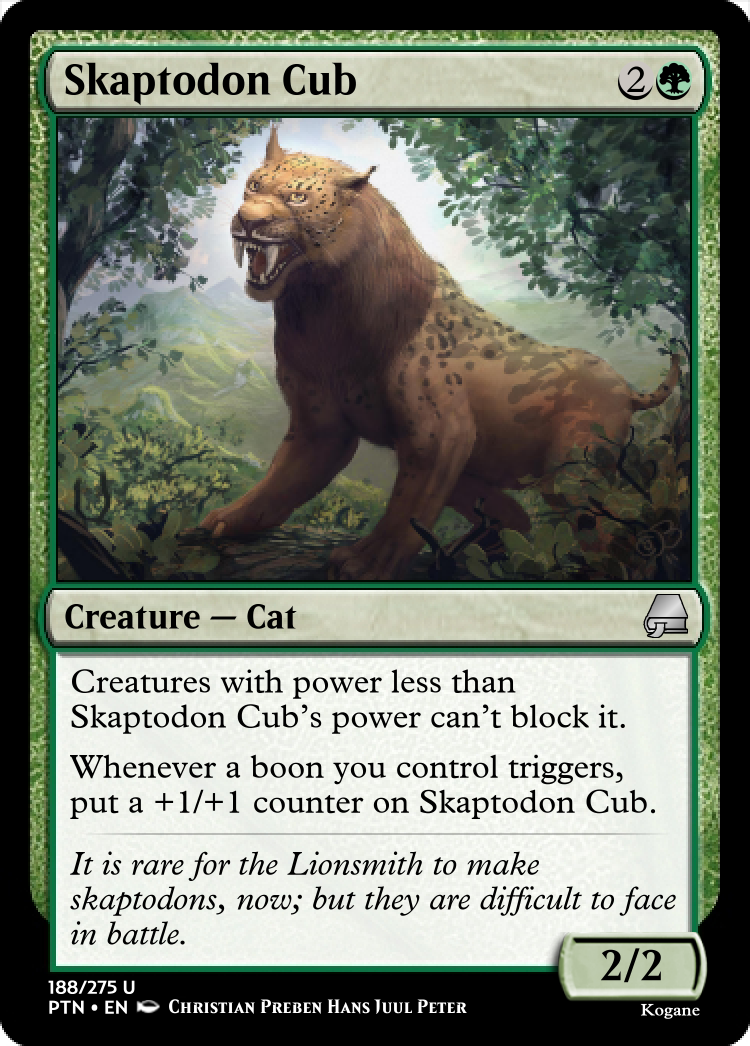 Skaptodon Cub 2
Creature — Cat
Creatures with power less than
Skaptodon Cub's power can't block it.
Whenever a boon you control triggers,
put a +1/+1 counter on Skaptodon Cub.
It is rare for the Lionsmith to make
skaptodons, now; but they are difficult to face
in battle.
2/2
188/275 U
PTN • EN Christian Preben Hans Juul Peter
Kogane